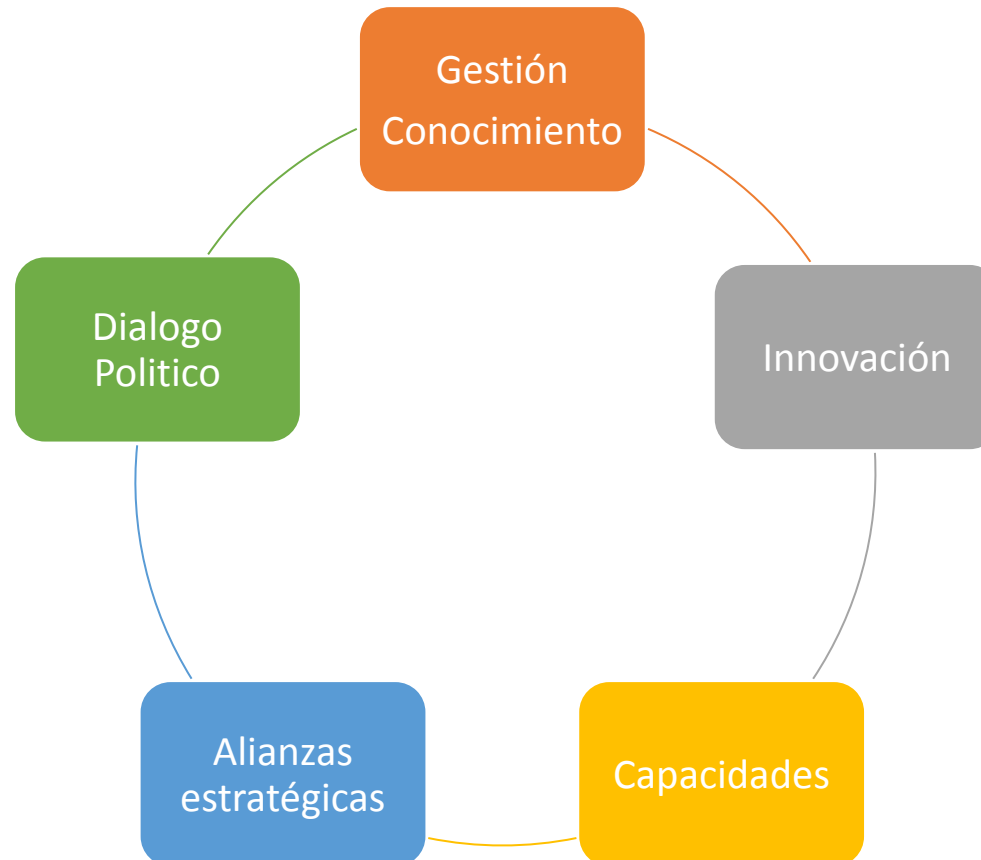 Gestión
Conocimiento
Innovación
Capacidades
Alianzas
estratégicas
Dialogo
Politico